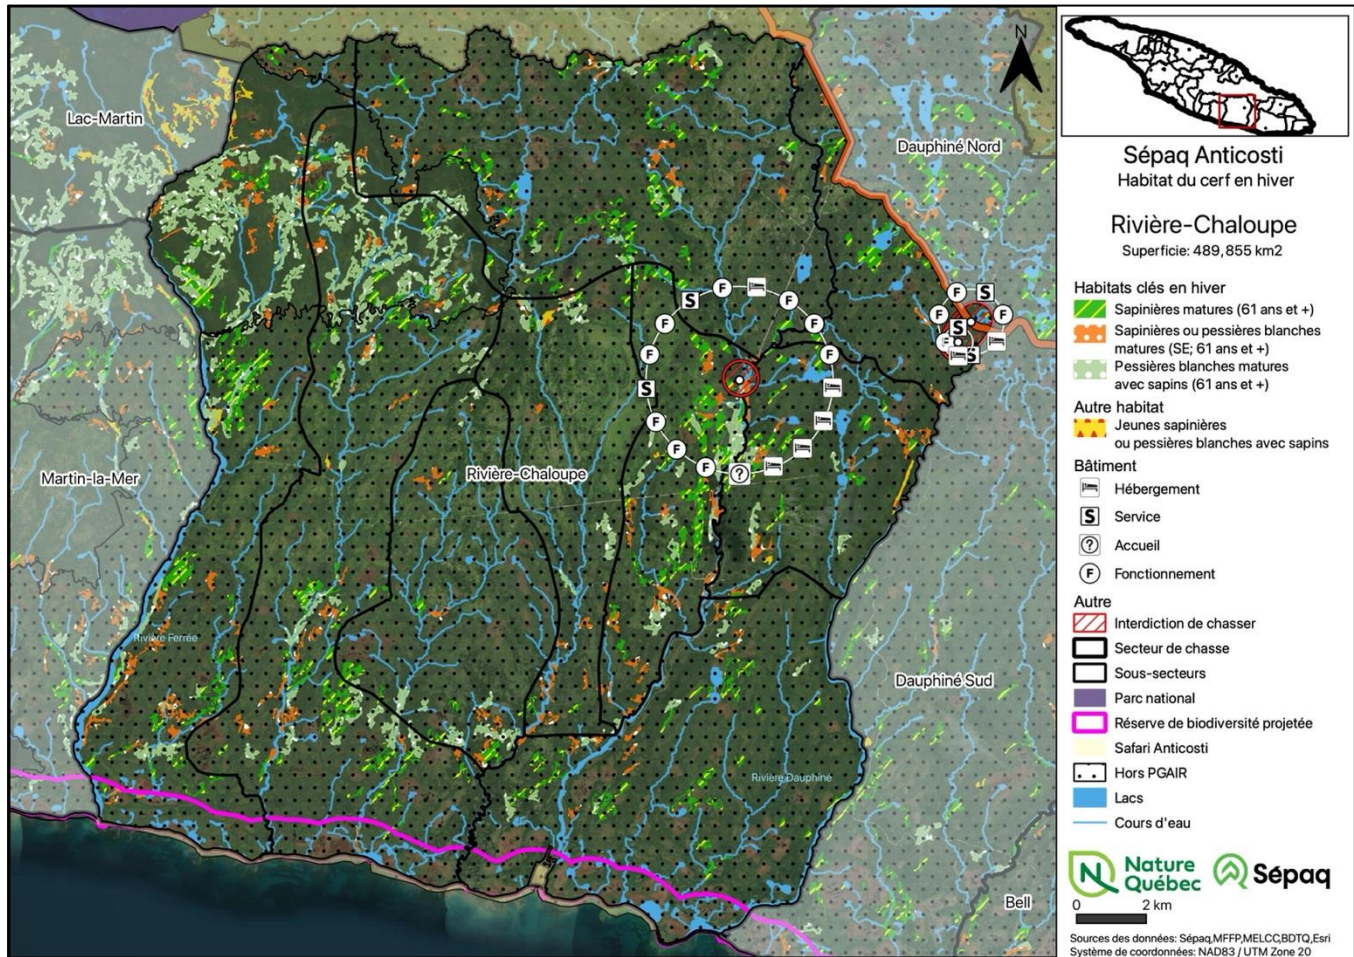 Lac-Martin
Dauphiné Nord
Rivière-Chaloupe
Martin-la-Mer
Rivière Ferrée
Dauphiné Sud
Rivière Dauphiné
Bell
N
F
S
F
F
F
F
F
F
S
F
F
F
?
F
S
F
F
S
F
S
Sépaq Anticosti
Habitat du cerf en hiver
Rivière-Chaloupe
Superficie: 489,855 km2
Habitats clés en hiver
Sapinières matures (61 ans et +)
Sapinières ou pessières blanches
matures (SE; 61 ans et +)
Pessières blanches matures
avec sapins (61 ans et +)
Autre habitat
Jeunes sapinières
ou pessières blanches avec sapins
Bâtiment
Hébergement
S Service
? Accueil
F Fonctionnement
Autre
Interdiction de chasser
Secteur de chasse
Sous-secteurs
Parc national
Réserve de biodiversité projetée
Safari Anticosti
Hors PGAIR
Lacs
Cours d'eau
N Nature
Québec
Sépaq
0 2 km
Sources des données: Sépaq,MFFP,MELCC,BDTQ,Esri
Système de coordonnées: NAD83 / UTM Zone 20